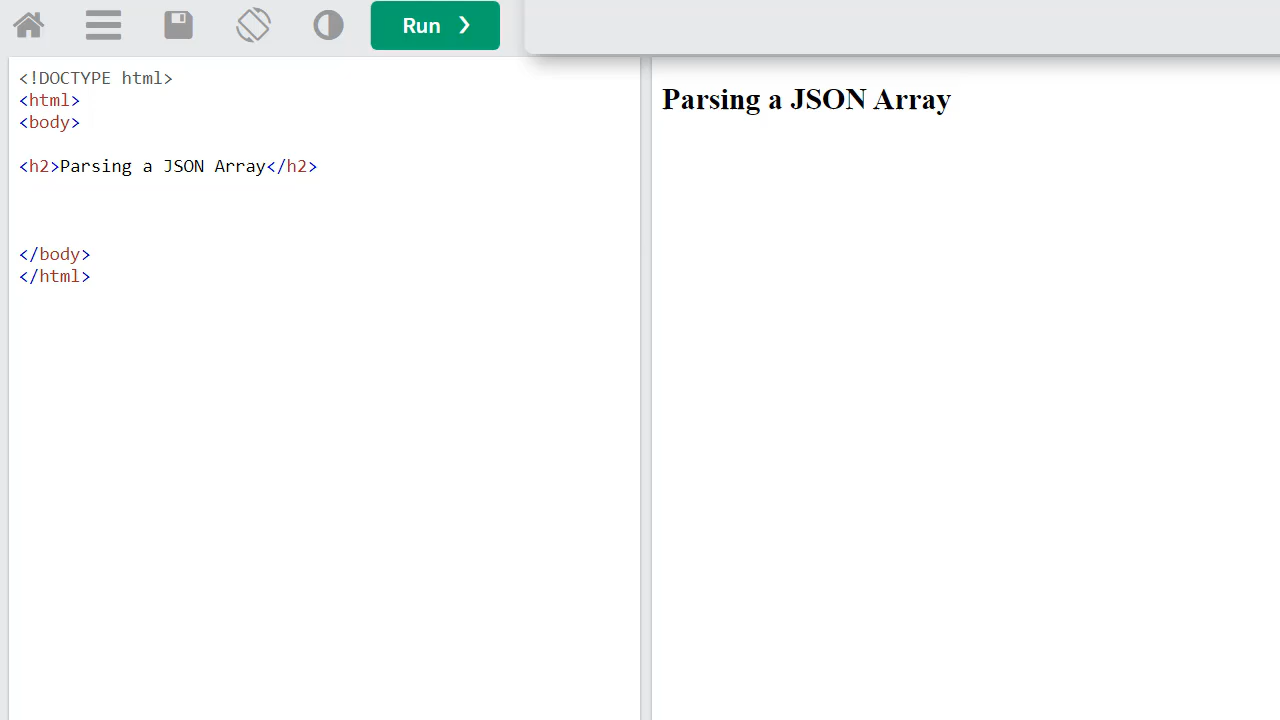 Run ❯
<!DOCTYPE html>
<html>
<body>
<h2>Parsing a JSON Array</h2>
</body>
</html>
Parsing a JSON Array